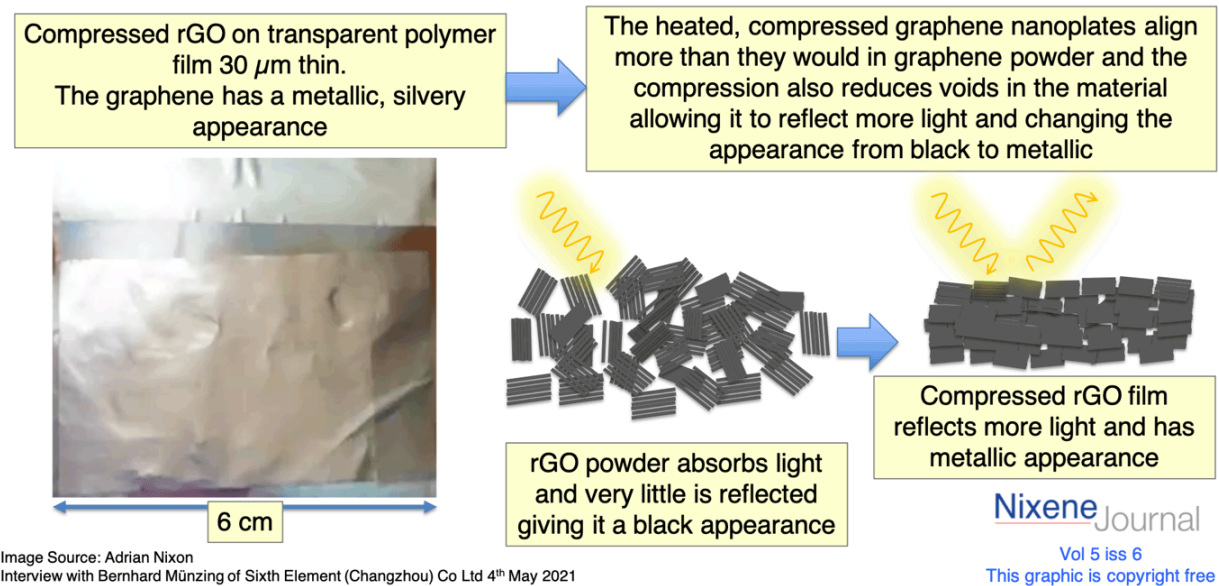 Compressed rGO on transparent polymer
film 30 µm thin.
The graphene has a metallic, silvery
appearance
The heated, compressed graphene nanoplates align
more than they would in graphene powder and the
compression also reduces voids in the material
allowing it to reflect more light and changing the
appearance from black to metallic
6 cm
rGO powder absorbs light
and very little is reflected
giving it a black appearance
Compressed rGO film
reflects more light and has
metallic appearance
Nixene Journal
Vol 5 iss 6
This graphic is copyright free
Image Source: Adrian Nixon
Interview with Bernhard Münzing of Sixth Element (Changzhou) Co Ltd 4th May 2021